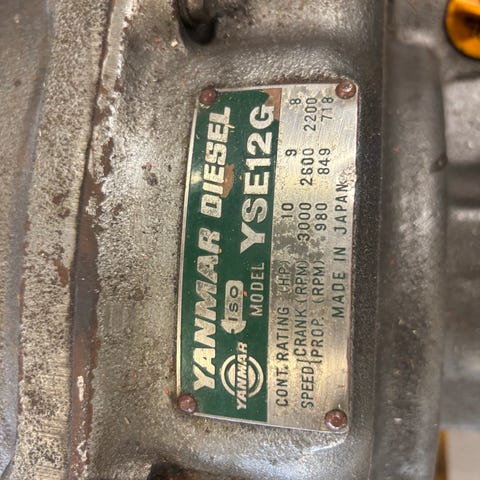 YANMAR DIESEL
YANMAR
ISO
MODEL YSE12G
CONT. RATING (HP) 10 9 8
SPEED CRANK (RPM) 3000 2600 2200
PROP. (RPM) 980 849 718
MADE IN JAPAN